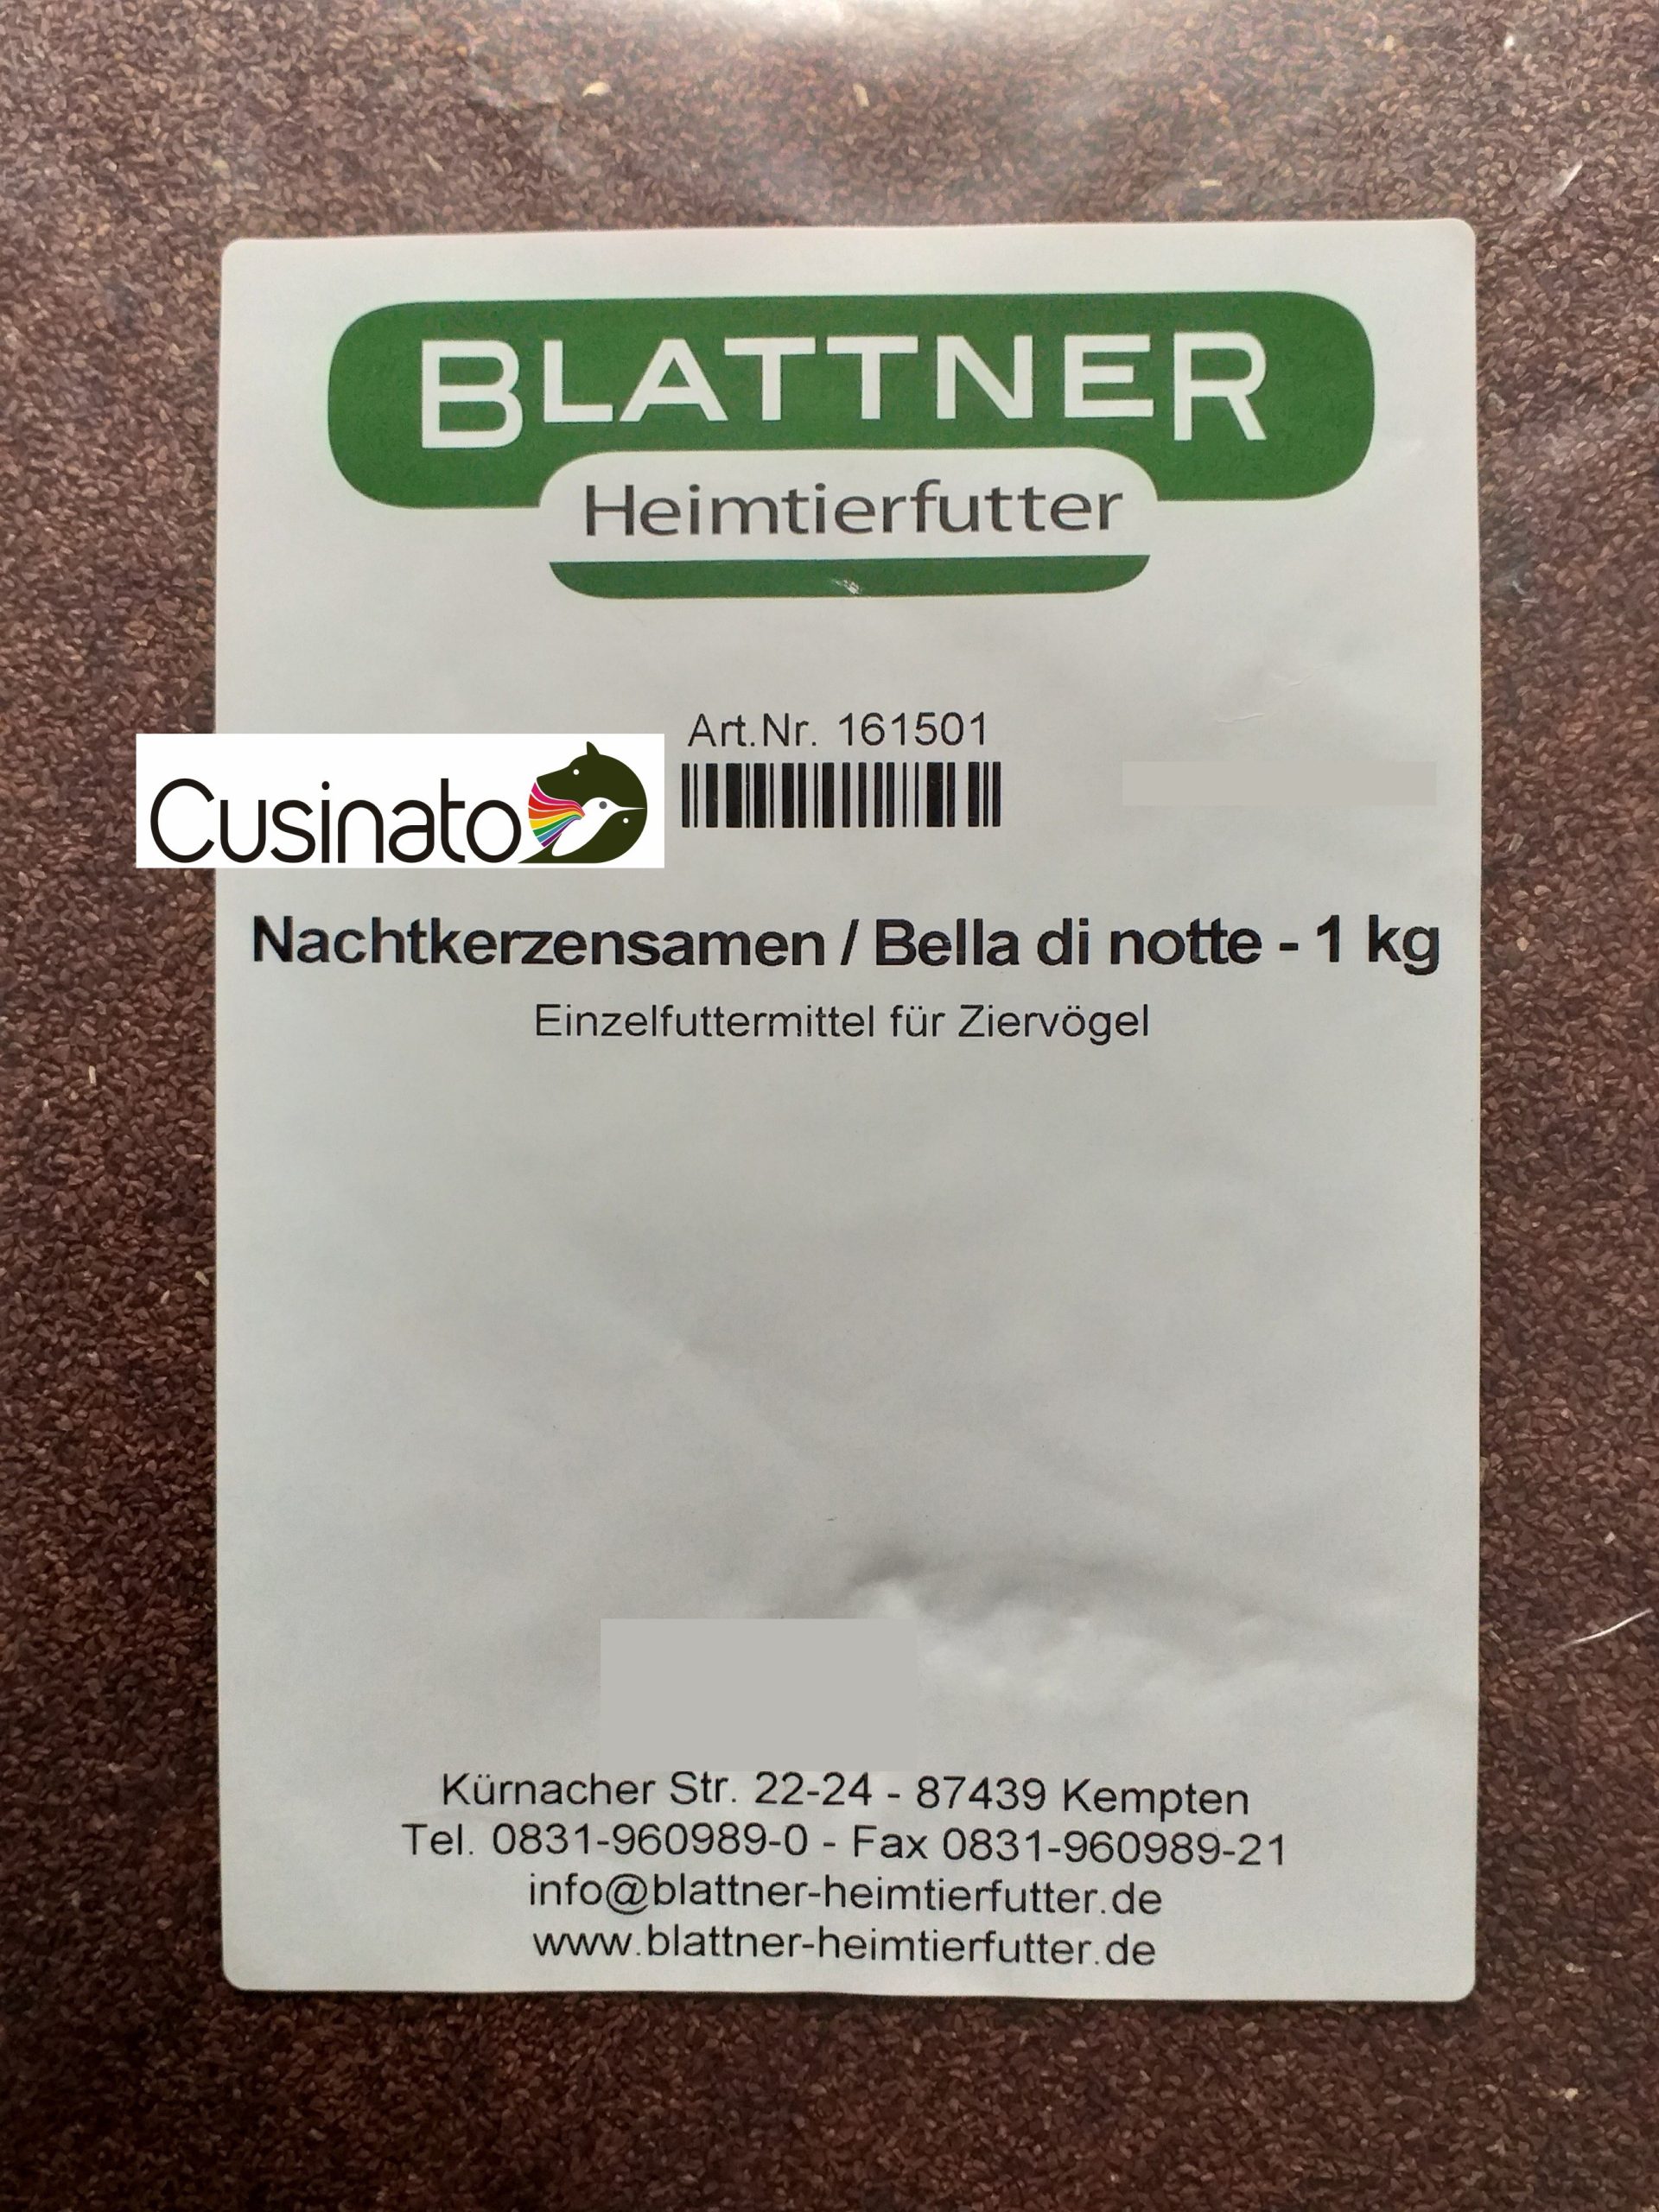 BLATTNER
Heimtierfutter
Art.Nr. 161501
Cusinato
Nachtkerzensamen / Bella di notte - 1 kg
Einzelfuttermittel für Ziervögel
Kürnacher Str. 22-24 - 87439 Kempten
Tel. 0831-960989-0 - Fax 0831-960989-21
info@blattner-heimtierfutter.de
www.blattner-heimtierfutter.de